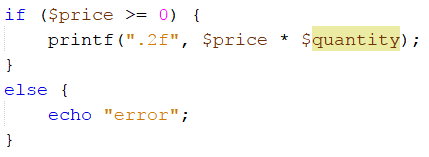 if ($price >= 0) {
    printf(".2f", $price * $quantity);
}
else {
    echo "error";
}